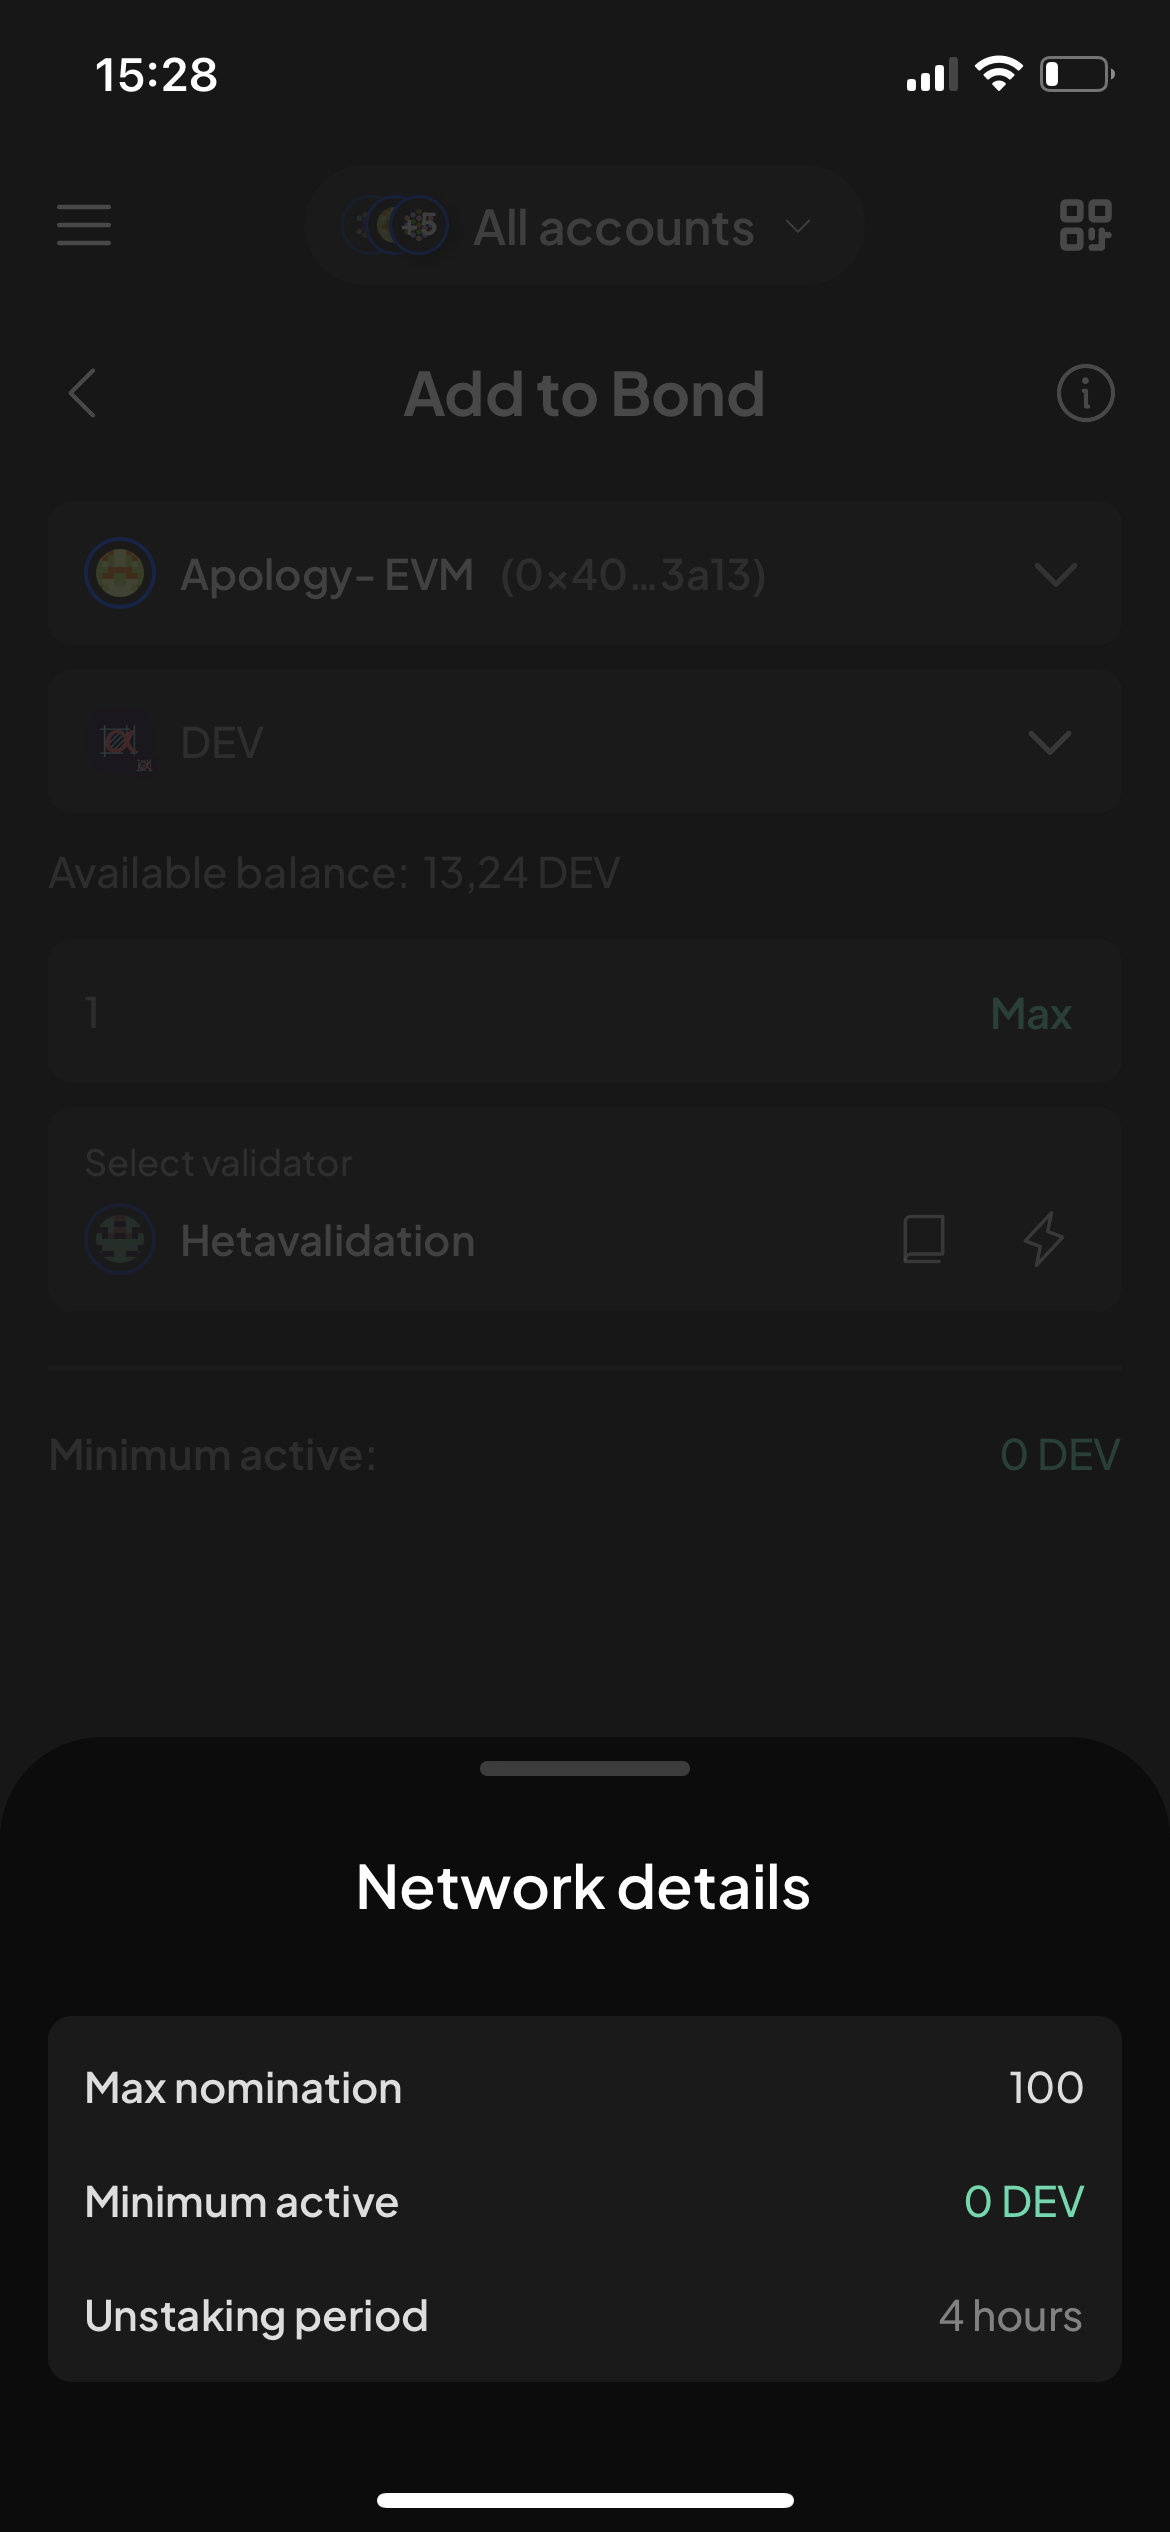 15:28
+5 All accounts
Add to Bond
Apology- EVM (0x40...3a13)
DEV
Available balance: 13,24 DEV
1 Max
Select validator
Hetavalidation
Minimum active: 0 DEV
Network details
Max nomination 100
Minimum active 0 DEV
Unstaking period 4 hours